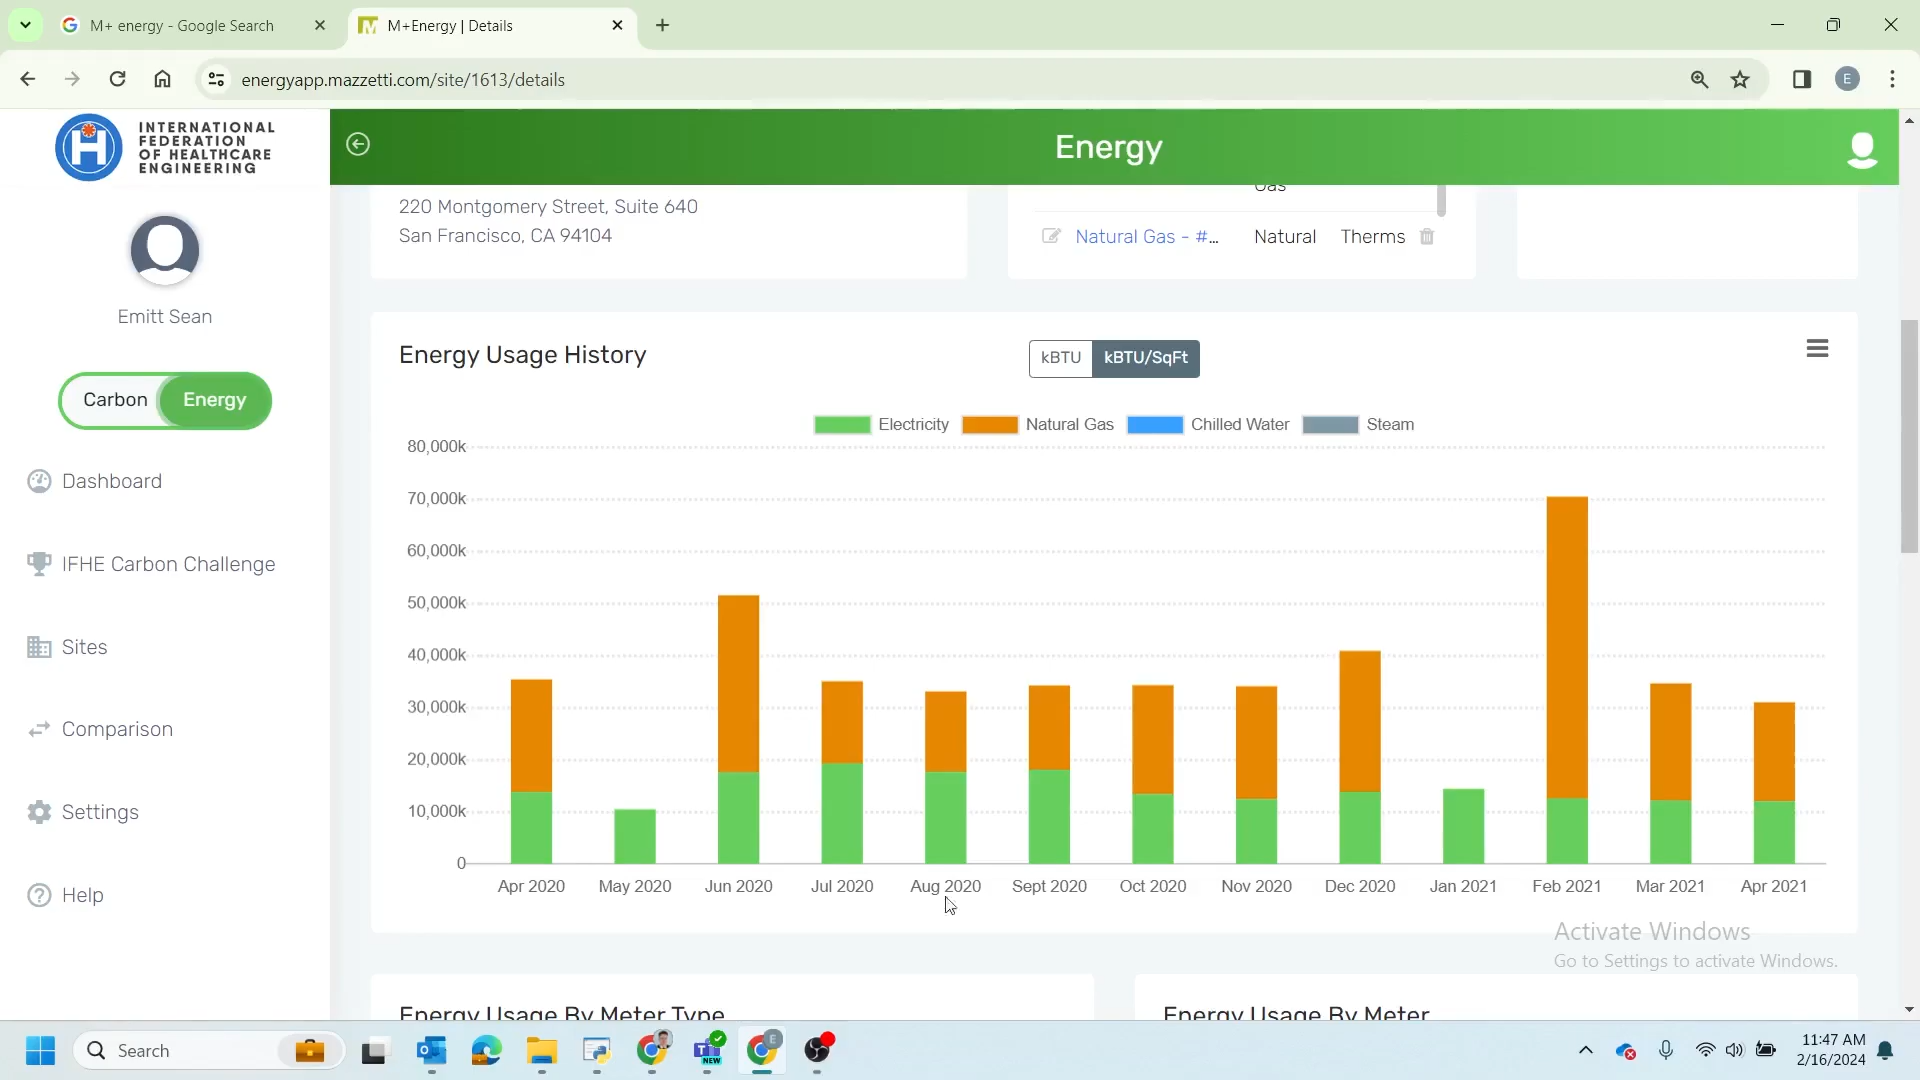 M+ energy - Google Search
M+Energy | Details
energyapp.mazzetti.com/site/1613/details
E
INTERNATIONAL
FEDERATION
OF HEALTHCARE
ENGINEERING
Energy
Emitt Sean
Carbon
Energy
Dashboard
IFHE Carbon Challenge
Sites
Comparison
Settings
Help
220 Montgomery Street, Suite 640
San Francisco, CA 94104
Gas
Natural Gas - #... Natural Therms
Energy Usage History
kBTU kBTU/SqFt
Electricity Natural Gas Chilled Water Steam
80,000k
70,000k
60,000k
50,000k
40,000k
30,000k
20,000k
10,000k
0
Apr 2020 May 2020 Jun 2020 Jul 2020 Aug 2020 Sept 2020 Oct 2020 Nov 2020 Dec 2020 Jan 2021 Feb 2021 Mar 2021 Apr 2021
Activate Windows
Go to Settings to activate Windows.
Energy Usage By Meter Type
Energy Usage By Meter
Search
NEW
E
11:47 AM
2/16/2024